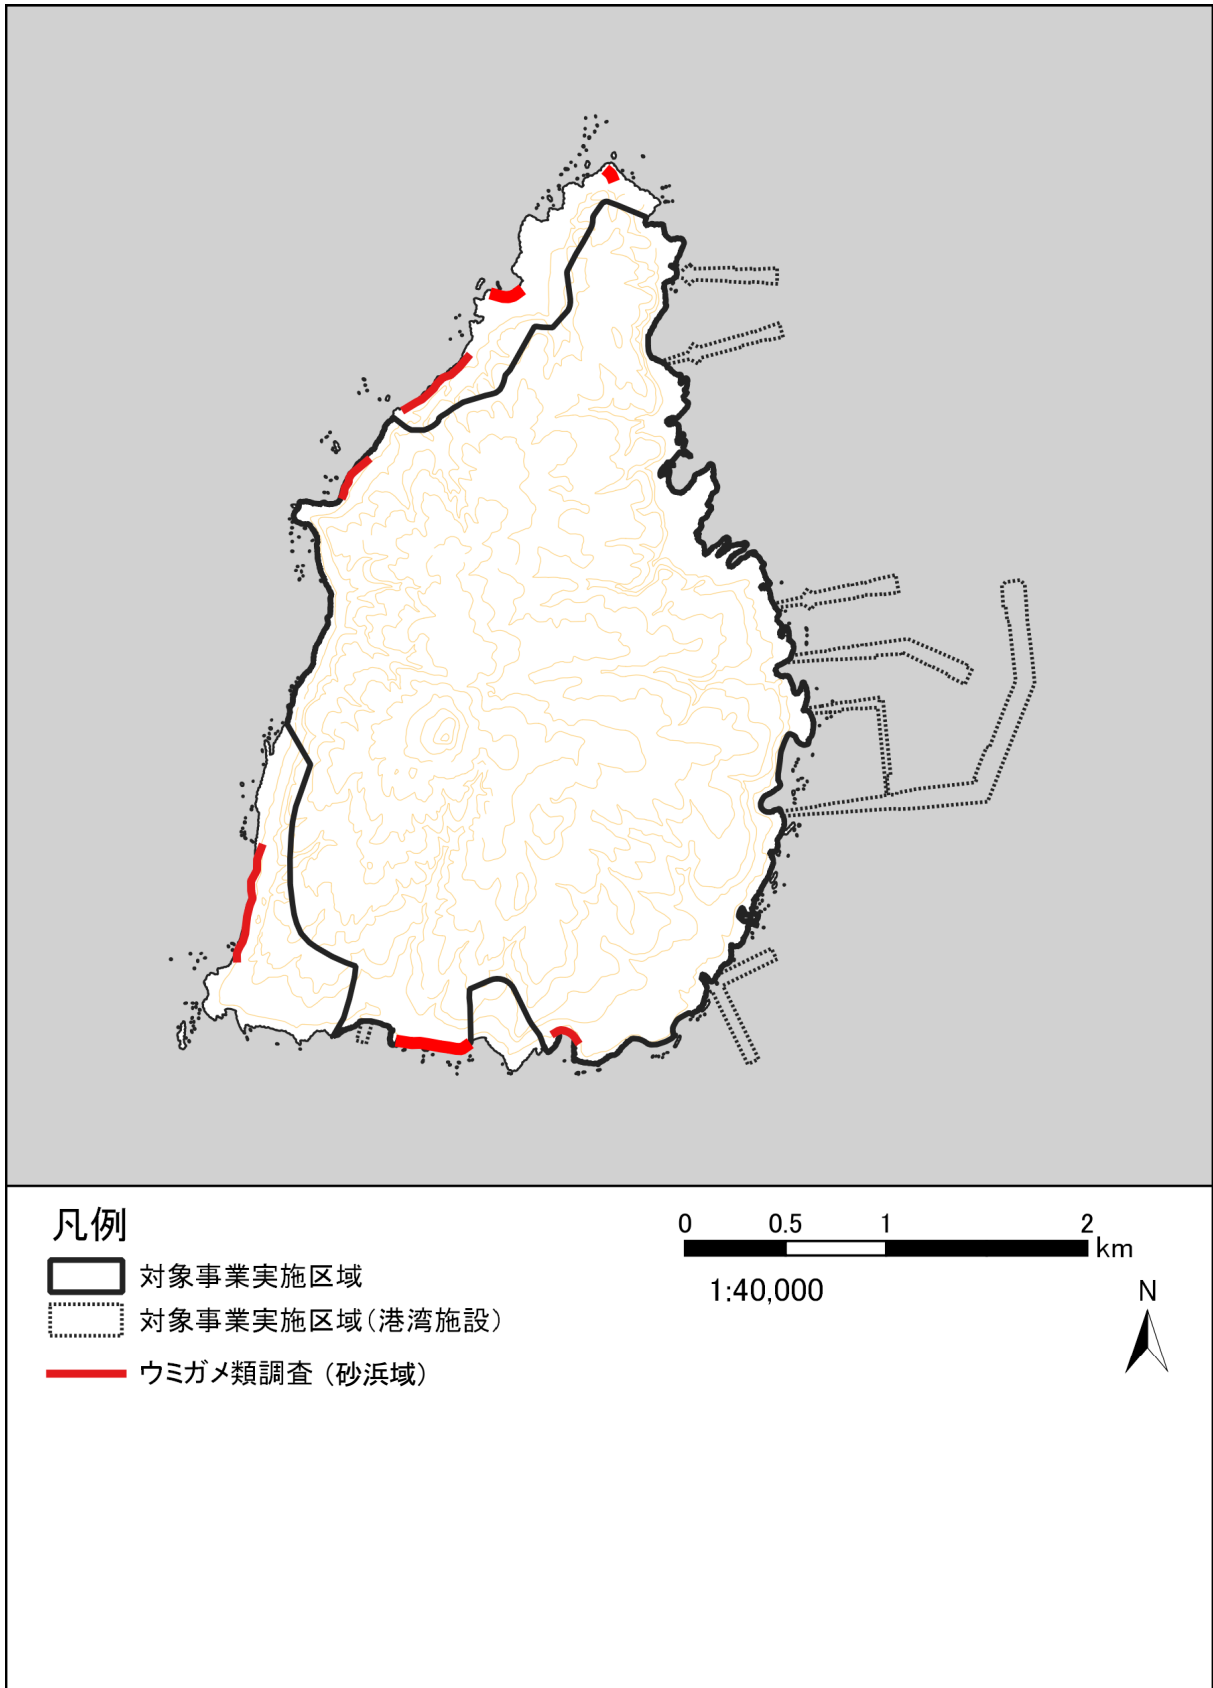 凡例
対象事業実施区域
対象事業実施区域(港湾施設)
ウミガメ類調査 (砂浜域)
0 0.5 1 2
km
1:40,000
N